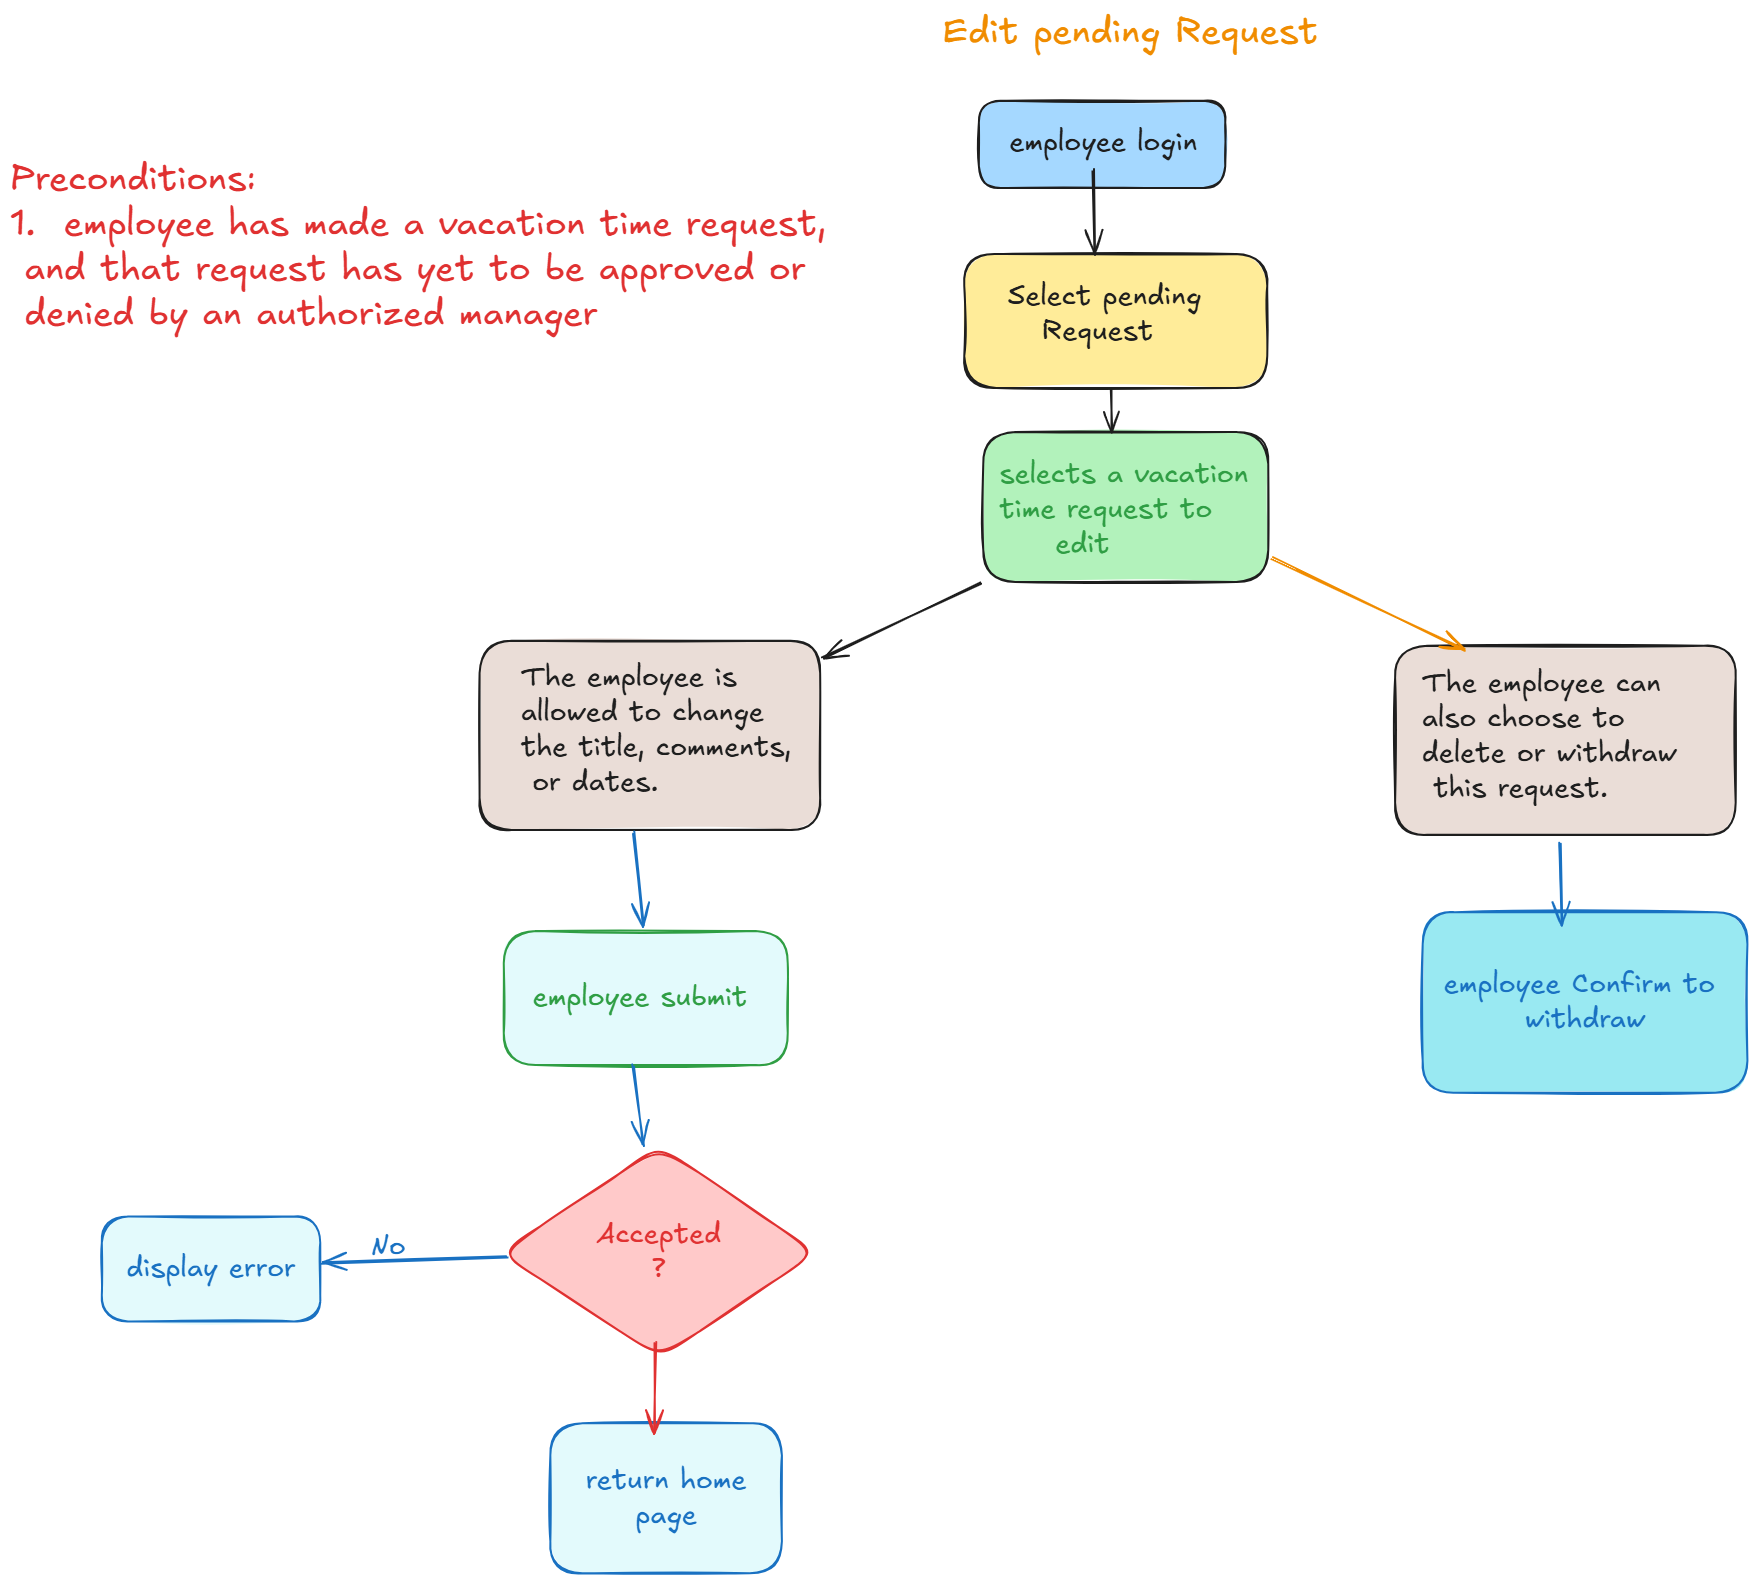 Edit pending Request
employee login
Preconditions:
1. employee has made a vacation time request,
and that request has yet to be approved or
denied by an authorized manager
Select pending
Request
selects a vacation
time request to
edit
The employee is
allowed to change
the title, comments,
or dates.
The employee can
also choose to
delete or withdraw
this request.
employee submit
employee Confirm to
withdraw
Accepted
?
No
display error
return home
page